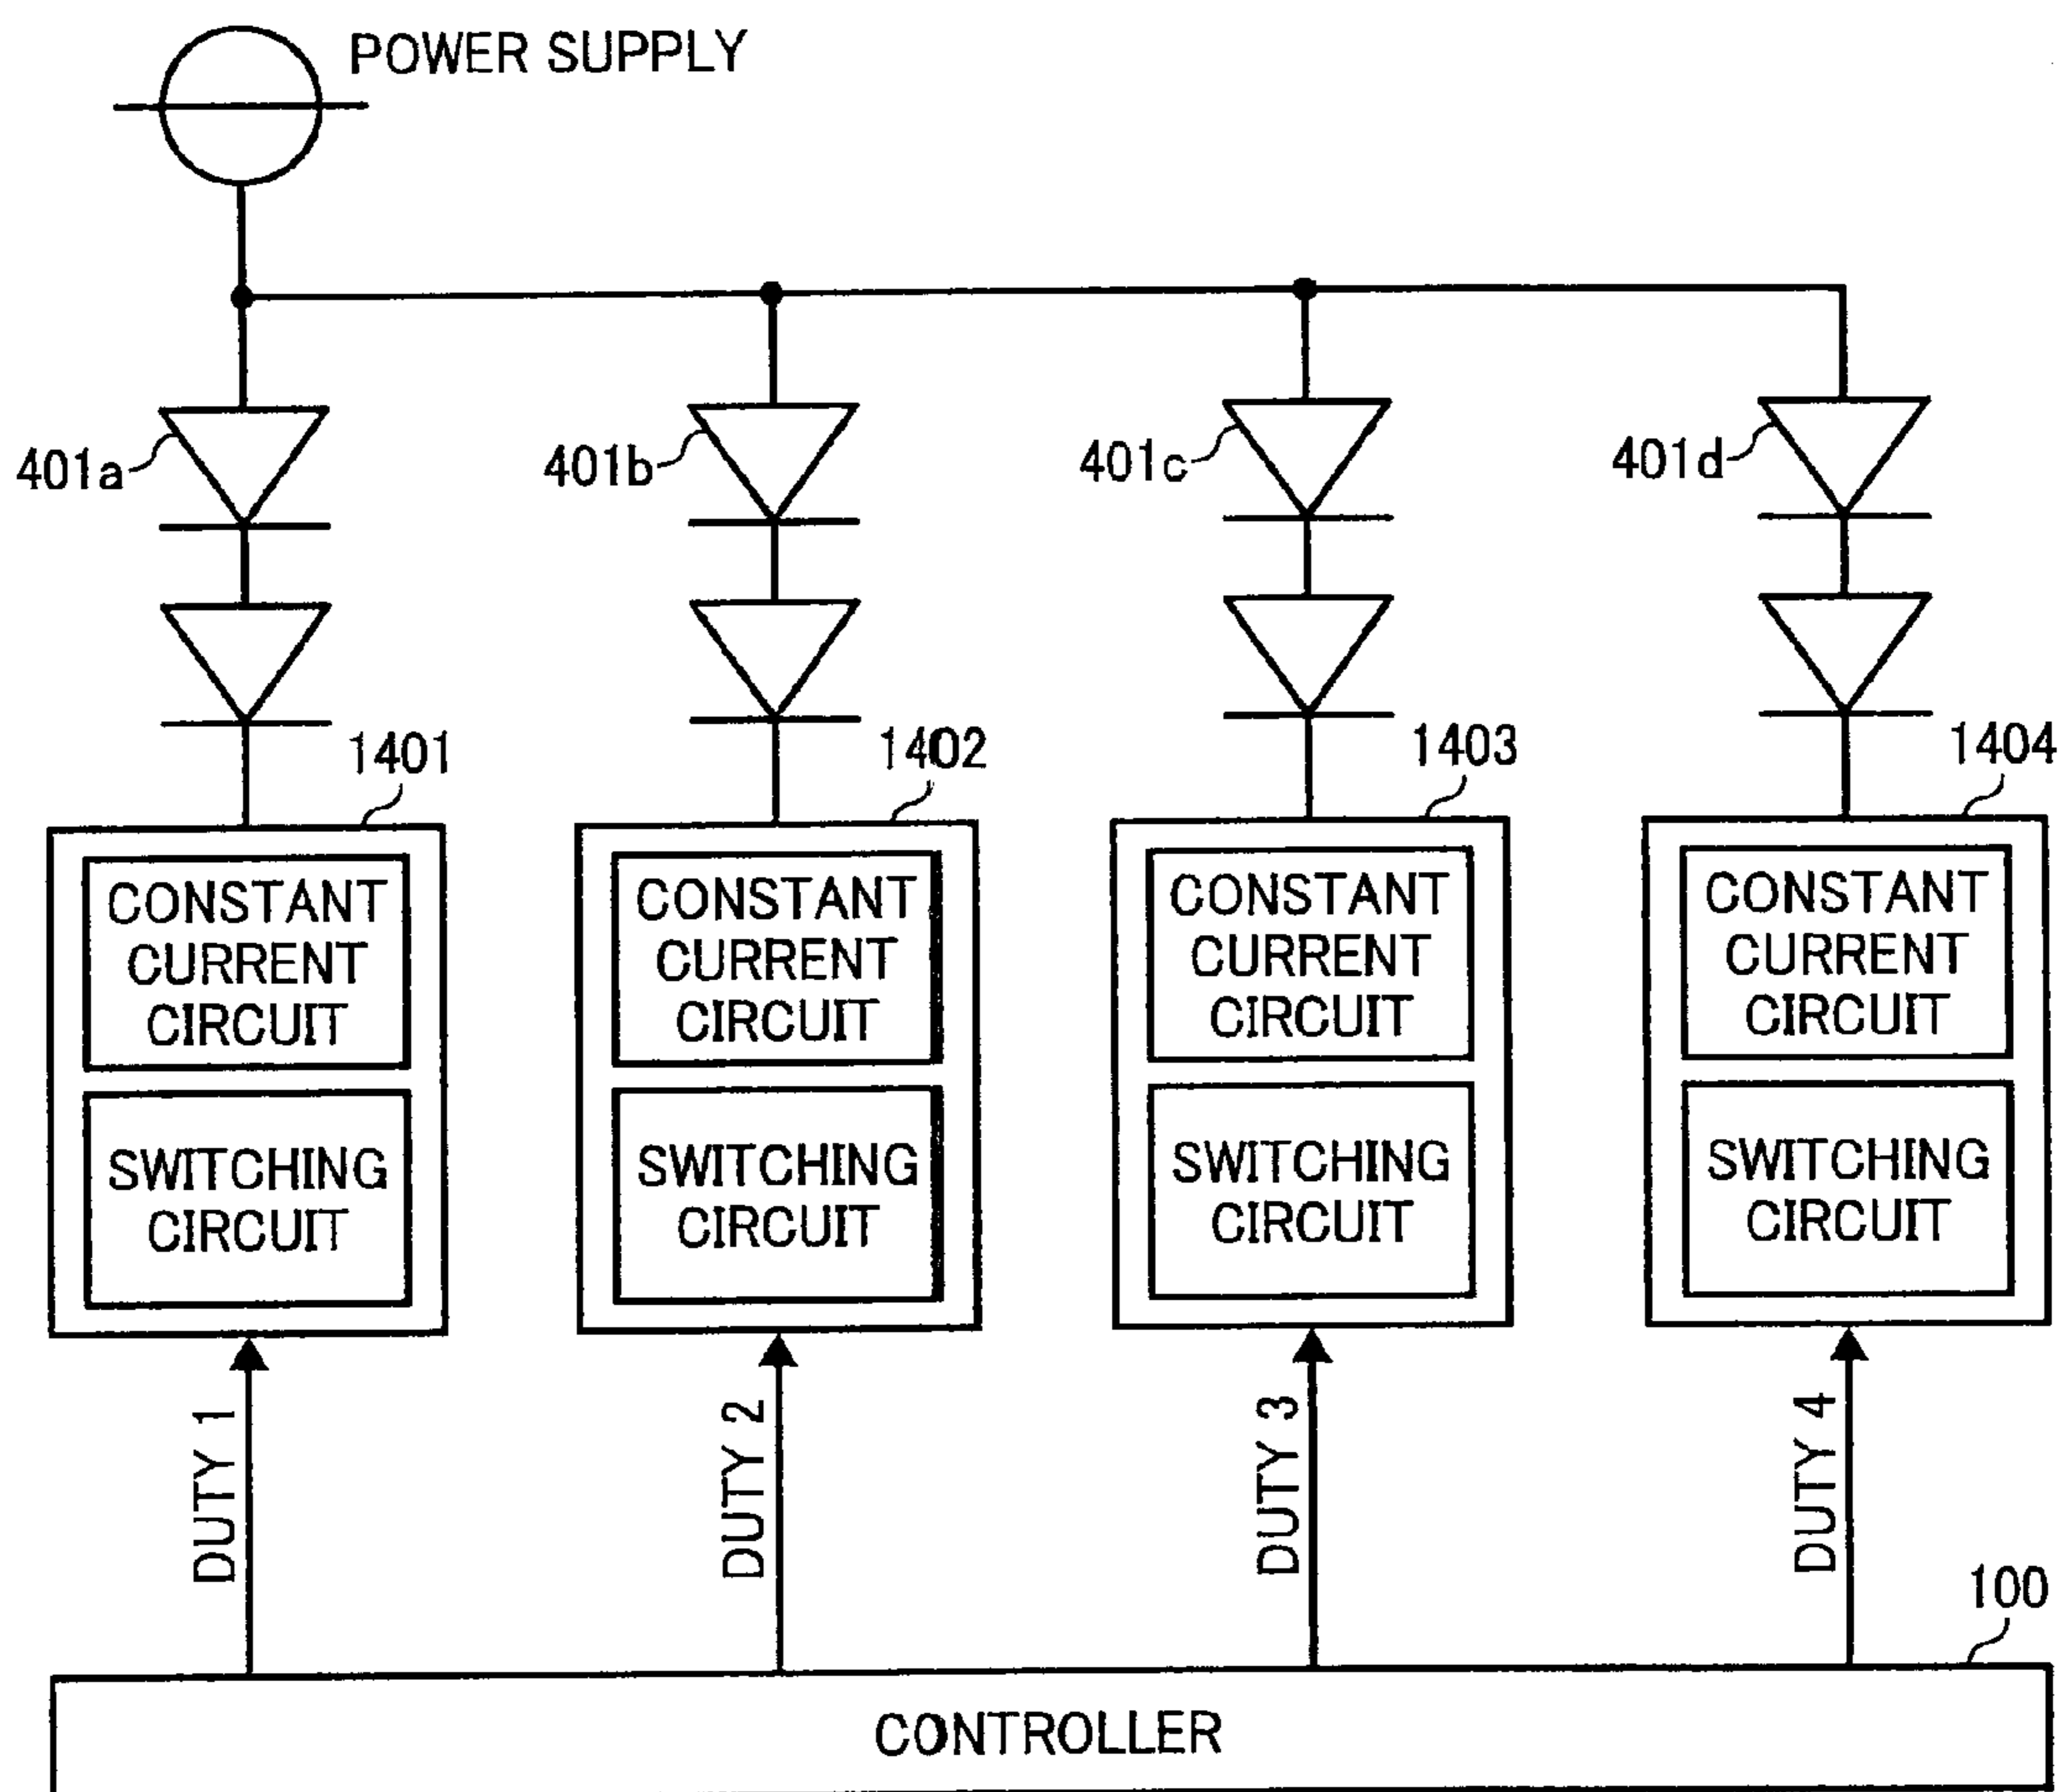 POWER SUPPLY
401a
401b
401c
401d
1401
1402
1403
1404
CONSTANT
CURRENT
CIRCUIT
CONSTANT
CURRENT
CIRCUIT
CONSTANT
CURRENT
CIRCUIT
CONSTANT
CURRENT
CIRCUIT
SWITCHING
CIRCUIT
SWITCHING
CIRCUIT
SWITCHING
CIRCUIT
SWITCHING
CIRCUIT
DUTY 1
DUTY 2
DUTY 3
DUTY 4
100
CONTROLLER